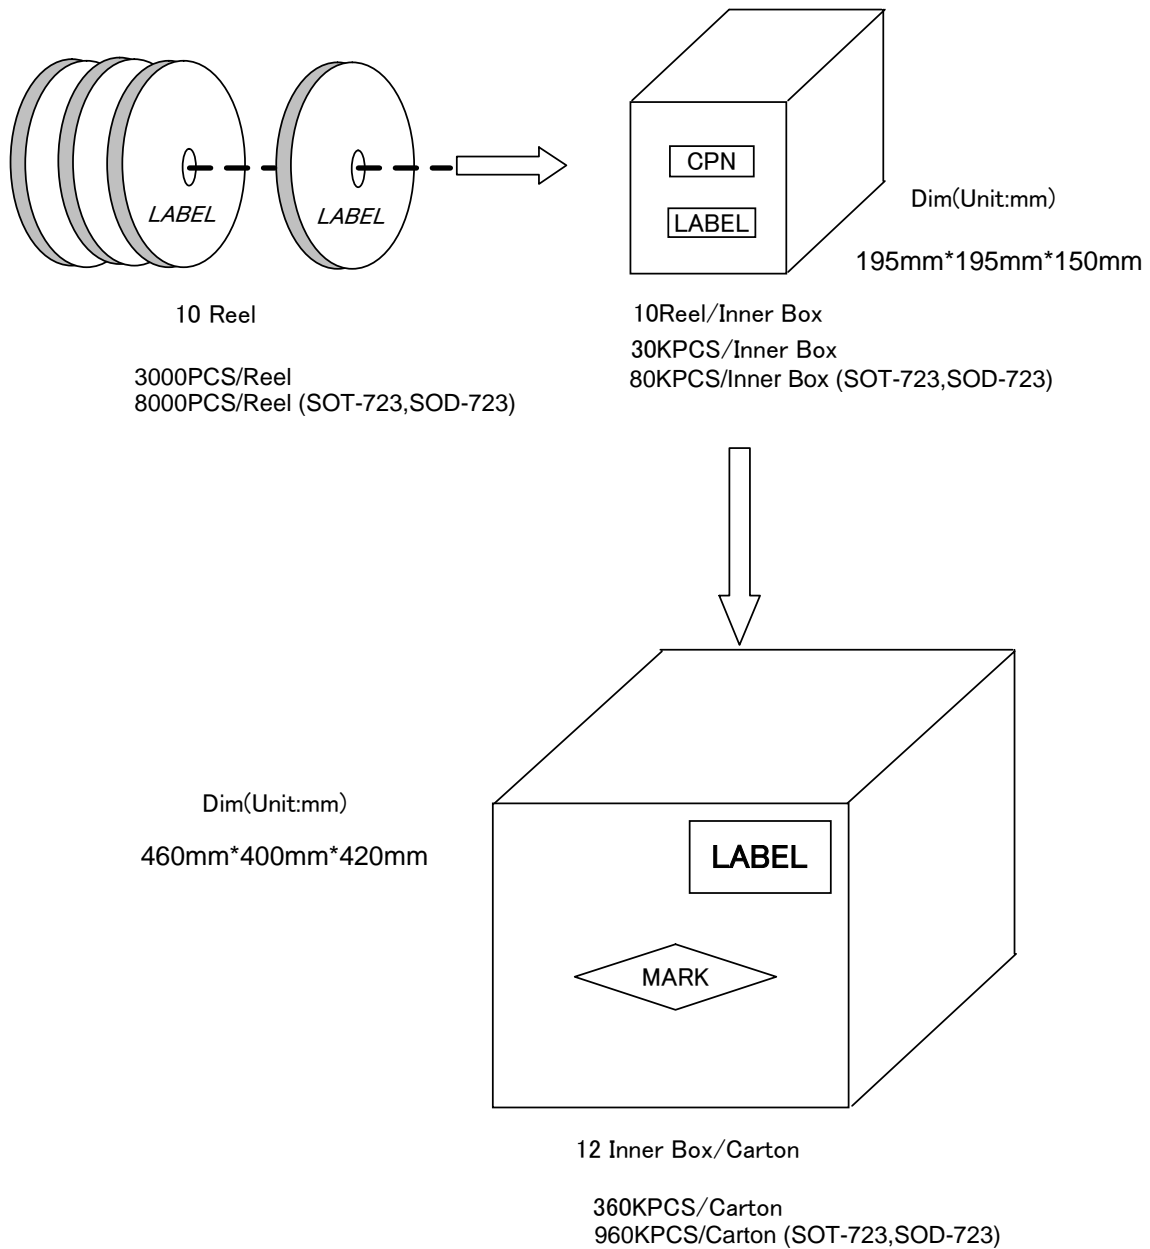 LABEL
LABEL
CPN
LABEL
Dim(Unit:mm)
195mm*195mm*150mm
10 Reel
3000PCS/Reel
8000PCS/Reel (SOT-723,SOD-723)
10Reel/Inner Box
30KPCS/Inner Box
80KPCS/Inner Box (SOT-723,SOD-723)
Dim(Unit:mm)
460mm*400mm*420mm
LABEL
MARK
12 Inner Box/Carton
360KPCS/Carton
960KPCS/Carton (SOT-723,SOD-723)